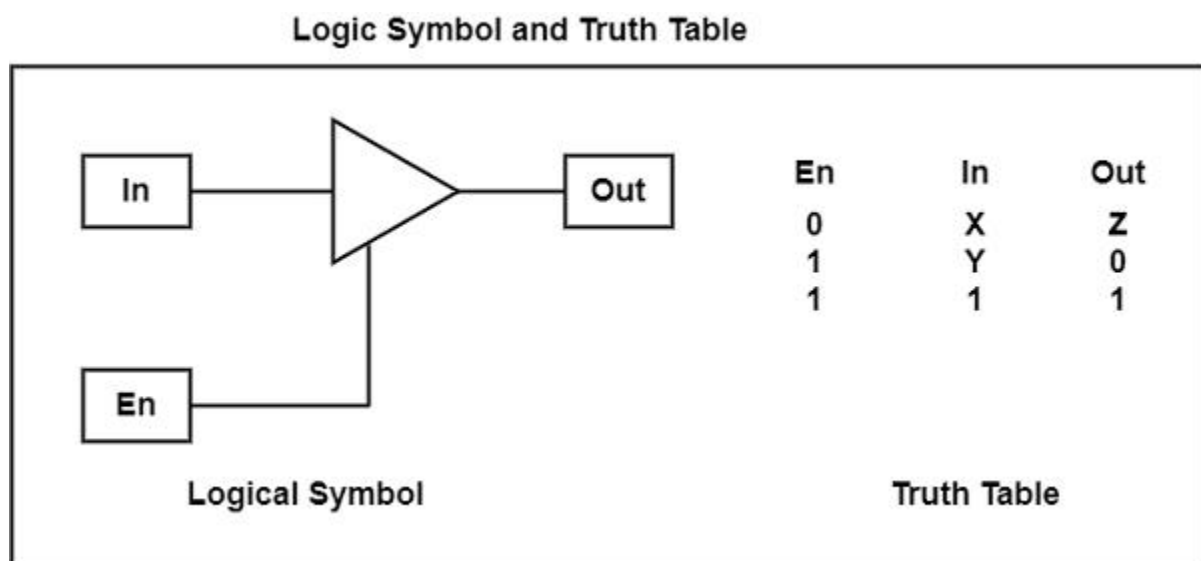 Logic Symbol and Truth Table
In
Out
En
Logical Symbol
En In Out
0 X Z
1 Y 0
1 1 1
Truth Table